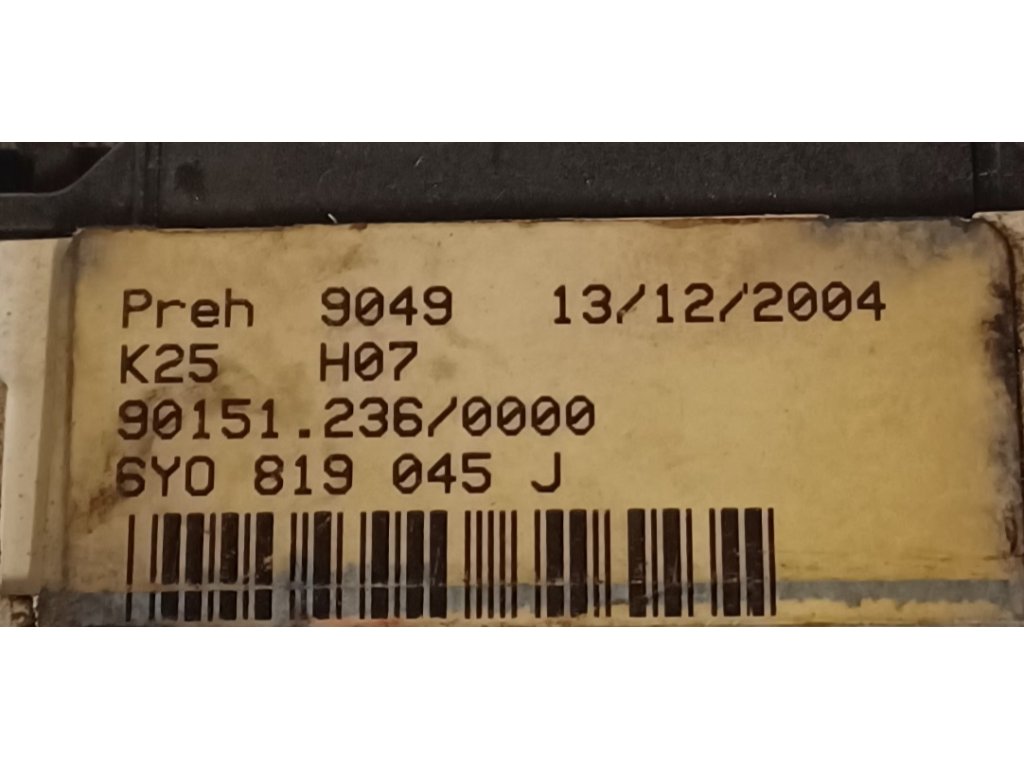 Preh 9049 13/12/2004
K25 H07
90151.236/0000
6Y0 819 045 J